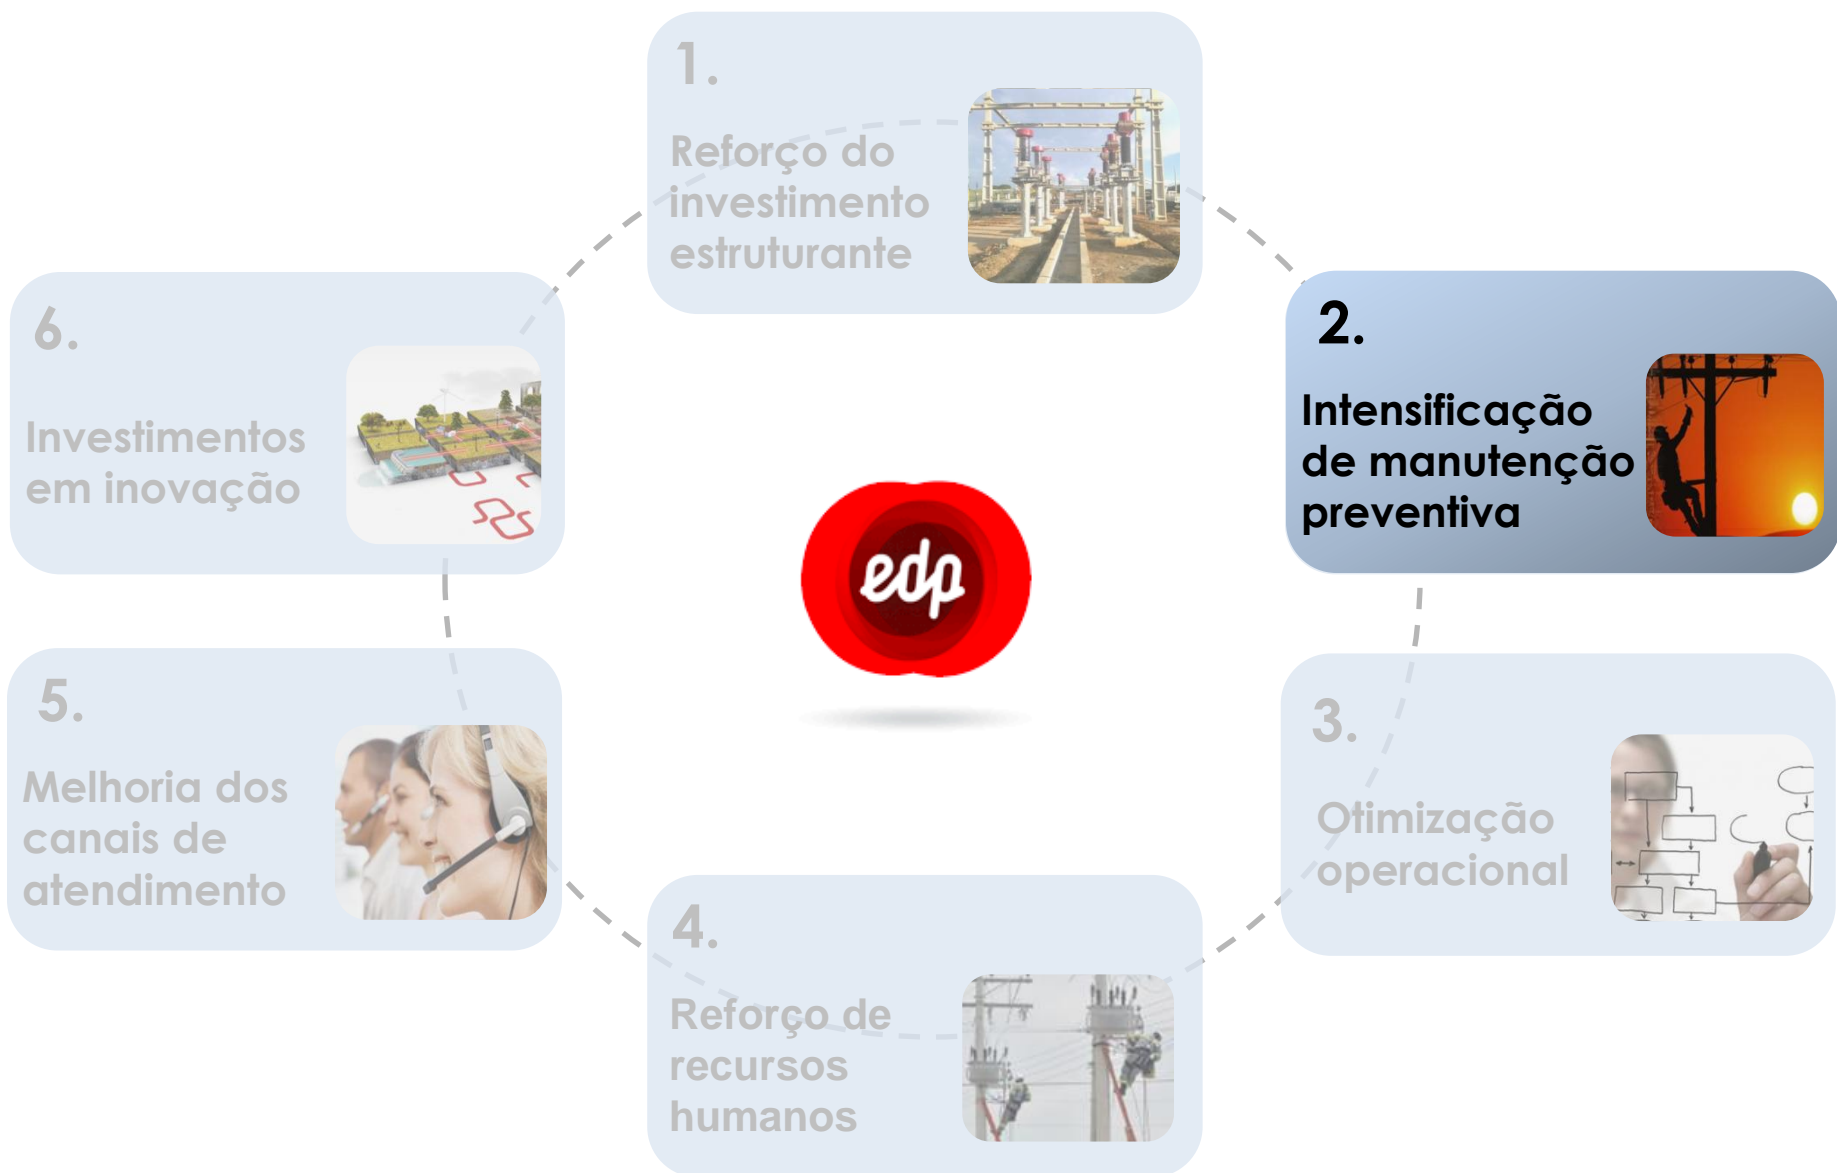 1.
Reforço do
investimento
estruturante
2.
Intensificação
de manutenção
preventiva
3.
Otimização
operacional
4.
Reforço de
recursos
humanos
5.
Melhoria dos
canais de
atendimento
6.
Investimentos
em inovação
edp